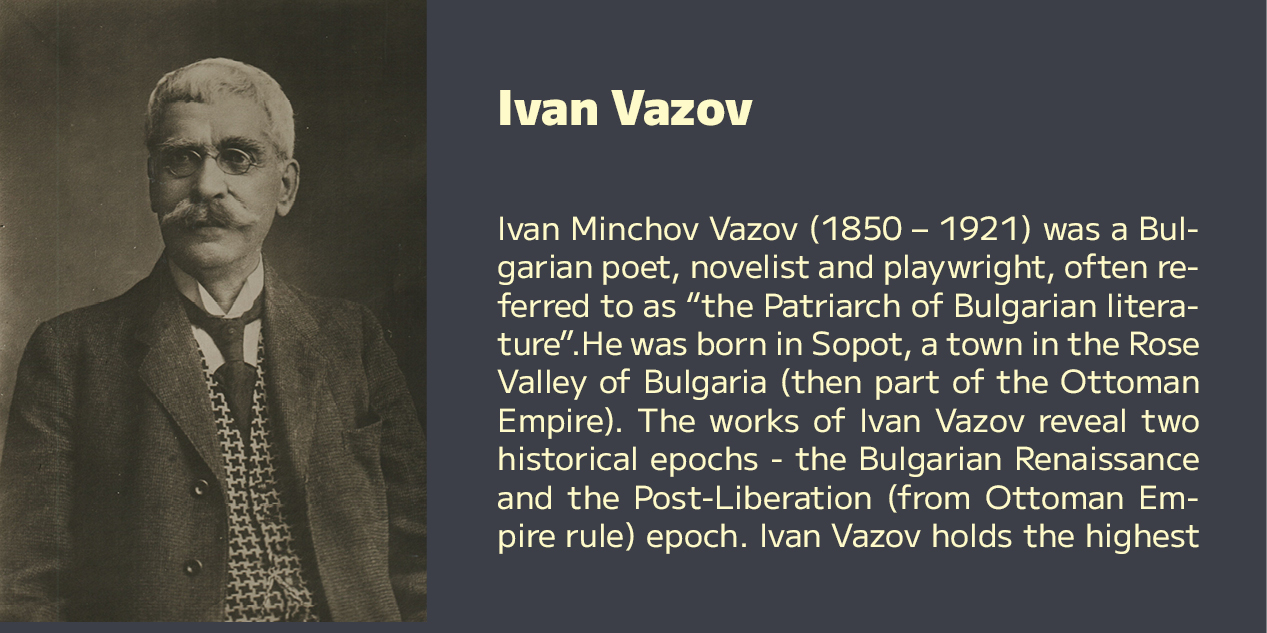 Ivan Vazov
Ivan Minchov Vazov (1850 – 1921) was a Bul-
garian poet, novelist and playwright, often re-
ferred to as “the Patriarch of Bulgarian litera-
ture”.He was born in Sopot, a town in the Rose
Valley of Bulgaria (then part of the Ottoman
Empire). The works of Ivan Vazov reveal two
historical epochs - the Bulgarian Renaissance
and the Post-Liberation (from Ottoman Em-
pire rule) epoch. Ivan Vazov holds the highest